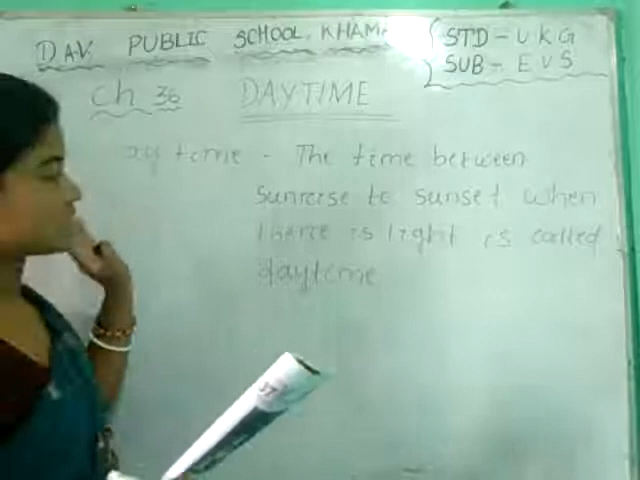 D.A.V. PUBLIC SCHOOL, KHAM
STD - U K G
SUB - E V S
Ch 36 DAYTIME
ay time - The time between
Sunrise to sunset when
there is light is called
daytime